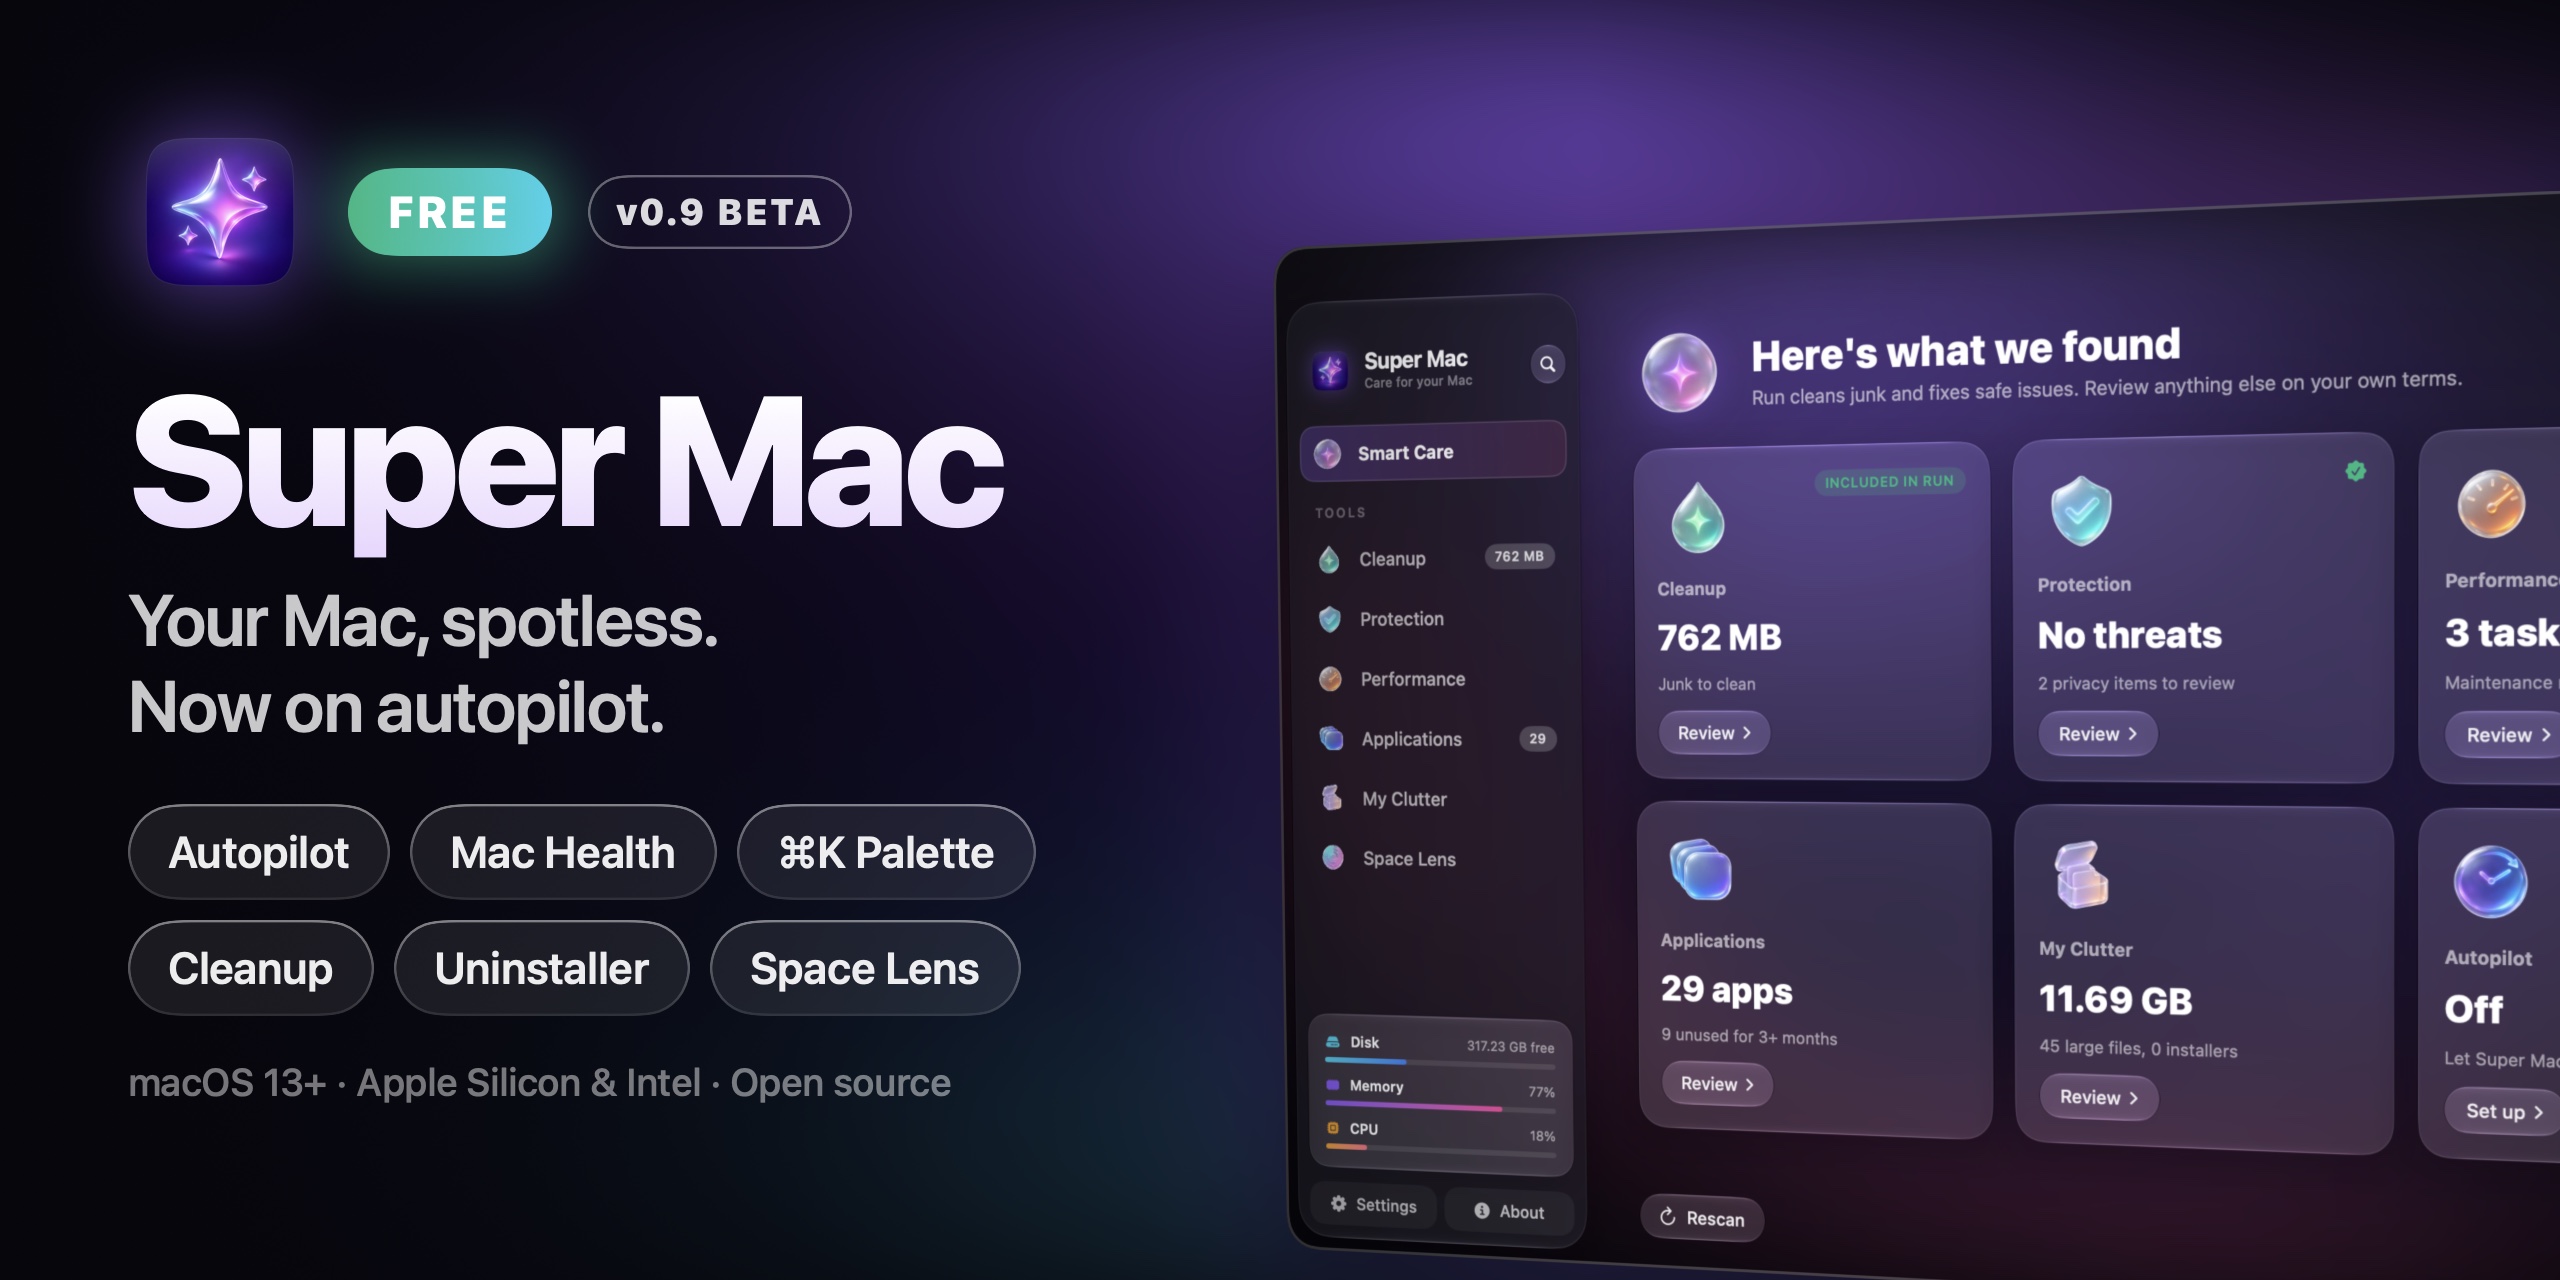 FREE
v0.9 BETA
Super Mac
Your Mac, spotless.
Now on autopilot.
Autopilot
Mac Health
⌘K Palette
Cleanup
Uninstaller
Space Lens
macOS 13+ · Apple Silicon & Intel · Open source
Super Mac
Care for your Mac
Smart Care
TOOLS
Cleanup
762 MB
Protection
Performance
Applications
29
My Clutter
Space Lens
Disk
317.23 GB free
Memory
77%
CPU
18%
Settings
About
Here's what we found
Run cleans junk and fixes safe issues. Review anything else on your own terms.
INCLUDED IN RUN
Cleanup
762 MB
Junk to clean
Review
Protection
No threats
2 privacy items to review
Review
Performanc
3 task
Maintenance
Review
Applications
29 apps
9 unused for 3+ months
Review
My Clutter
11.69 GB
45 large files, 0 installers
Review
Autopilot
Off
Let Super Mac
Set up
Rescan